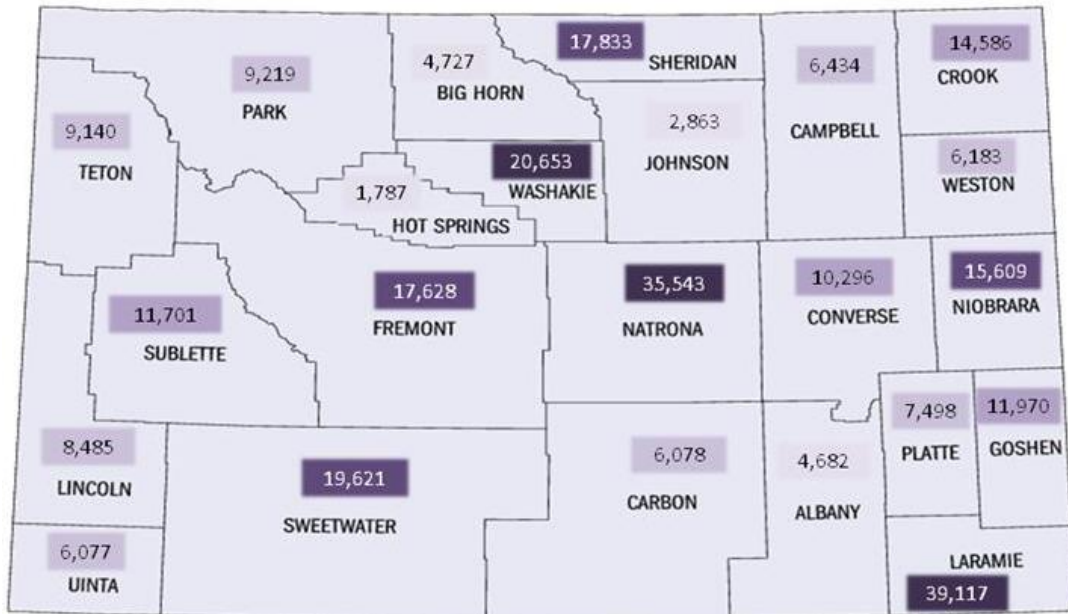 17,833
SHERIDAN
14,586
CROOK
4,727
BIG HORN
9,219
PARK
6,434
CAMPBELL
9,140
TETON
2,863
JOHNSON
20,653
WASHAKIE
6,183
WESTON
1,787
HOT SPRINGS
11,701
SUBLETTE
17,628
FREMONT
35,543
NATRONA
10,296
CONVERSE
15,609
NIOBRARA
7,498
PLATTE
11,970
GOSHEN
8,485
LINCOLN
19,621
SWEETWATER
6,078
CARBON
4,682
ALBANY
6,077
UINTA
LARAMIE
39,117